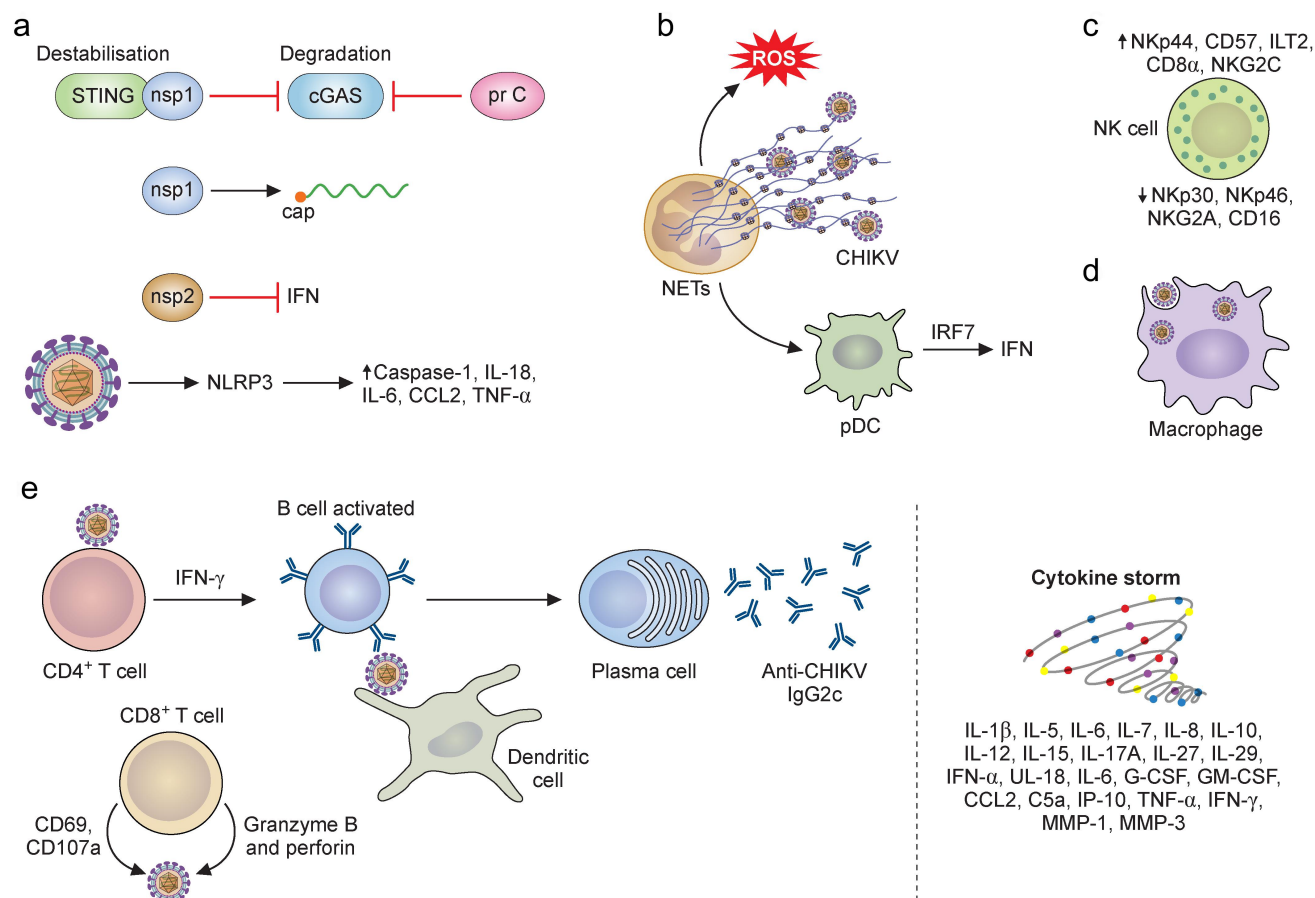 a
Destabilisation
Degradation
STING
nsp1
cGAS
pr C
nsp1
cap
nsp2
IFN
NLRP3
↑Caspase-1, IL-18,
IL-6, CCL2, TNF-α
b
ROS
CHIKV
NETs
IRF7
IFN
pDC
c
↑NKp44, CD57, ILT2,
CD8α, NKG2C
NK cell
↓NKp30, NKp46,
NKG2A, CD16
d
Macrophage
e
B cell activated
IFN-γ
CD4⁺ T cell
Plasma cell
Anti-CHIKV
IgG2c
CD8⁺ T cell
Dendritic
cell
CD69,
CD107a
Granzyme B
and perforin
Cytokine storm
IL-1β, IL-5, IL-6, IL-7, IL-8, IL-10,
IL-12, IL-15, IL-17A, IL-27, IL-29,
IFN-α, UL-18, IL-6, G-CSF, GM-CSF,
CCL2, C5a, IP-10, TNF-α, IFN-γ,
MMP-1, MMP-3